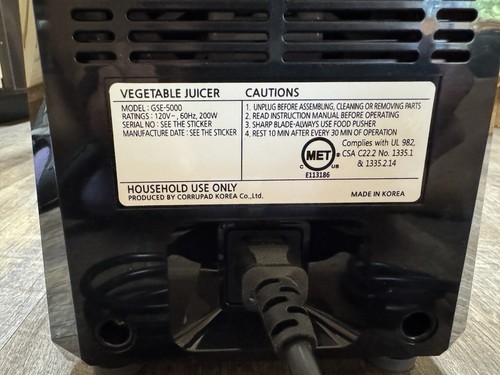 VEGETABLE JUICER
MODEL : GSE-5000
RATINGS : 120V~, 60Hz, 200W
SERIAL NO : SEE THE STICKER
MANUFACTURE DATE : SEE THE STICKER
CAUTIONS
1. UNPLUG BEFORE ASSEMBLING, CLEANING OR REMOVING PARTS
2. READ INSTRUCTION MANUAL BEFORE OPERATING
3. SHARP BLADE-ALWAYS USE FOOD PUSHER
4. REST 10 MIN AFTER EVERY 30 MIN OF OPERATION
MET
C US
E113186
Complies with UL 982,
CSA C22.2 No. 1335.1
& 1335.2.14
HOUSEHOLD USE ONLY
PRODUCED BY CORRUPAD KOREA Co.,Ltd.
MADE IN KOREA